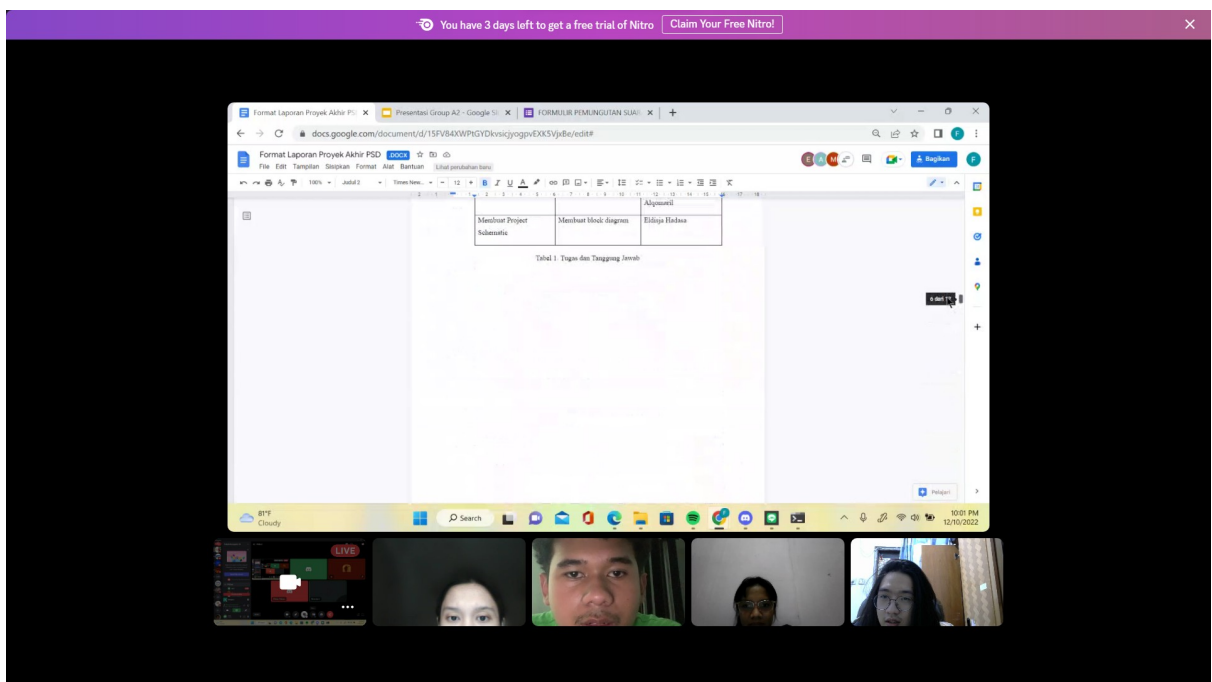 You have 3 days left to get a free trial of Nitro
Claim Your Free Nitro!
Format Laporan Proyek Akhir PS
Presentasi Group A2 - Google Sl
FORMULIR PEMUNGUTAN SUAR
docs.google.com/document/d/15FV84XWPtGYDkvsicjyogpvEXK5VjxBe/edit#
Format Laporan Proyek Akhir PSD
.DOCX
File Edit Tampilan Sisipkan Format Alat Bantuan
Lihat perubahan baru
Bagikan
100%
Judul 2
Times New...
12
Membuat Project
Schematic
Membuat block diagram
Tabel 1. Tugas dan Tanggung Jawab
6 dari
Pelajari
81°F
Cloudy
Search
10:01 PM
12/10/2022
LIVE